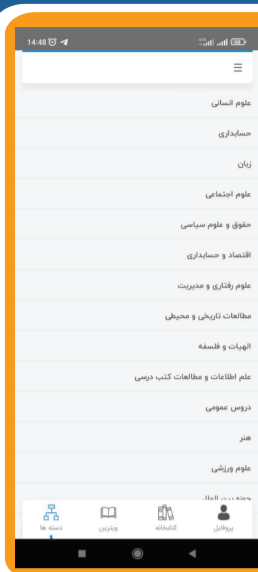 14:48
علوم انسانی
حسابداری
زبان
علوم اجتماعی
حقوق و علوم سیاسی
اقتصاد و حسابداری
علوم رفتاری و مدیریت
مطالعات تاریخی و محیطی
الهیات و فلسفه
علم اطلاعات و مطالعات کتب درسی
دروس عمومی
هنر
علوم ورزشی
پروفایل
کتابخانه
ویترین
دسته ها